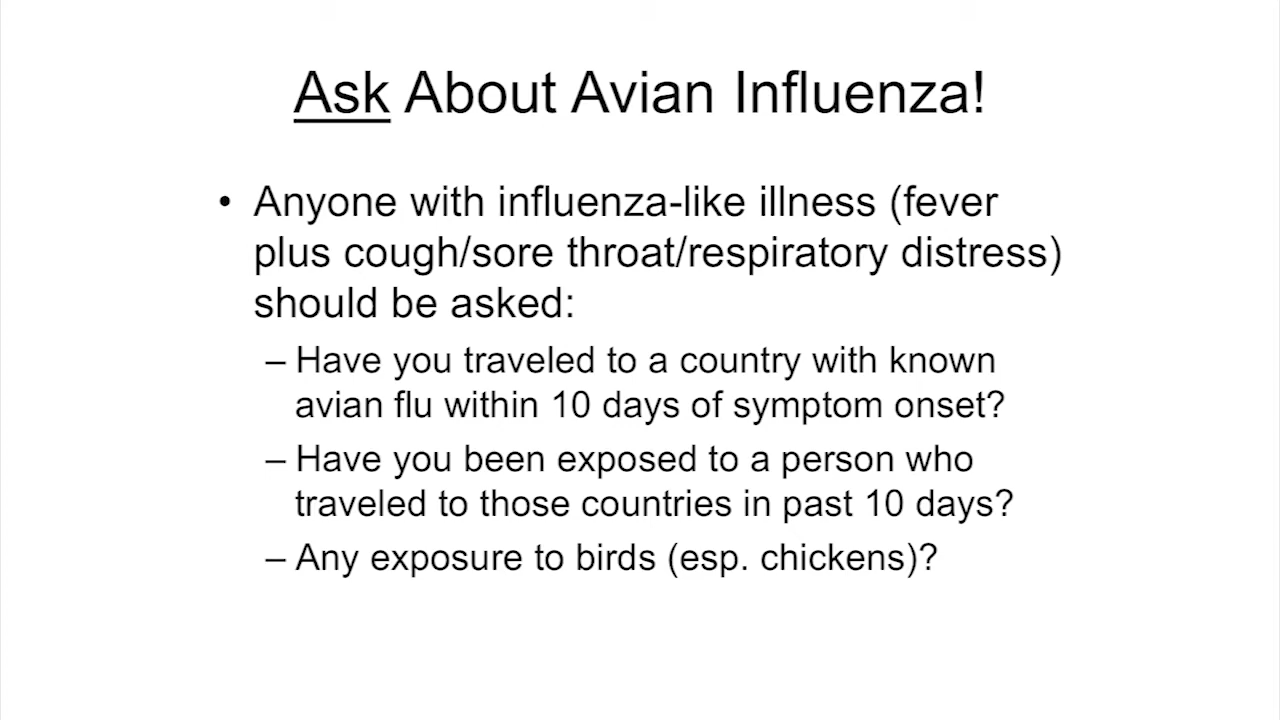 Ask About Avian Influenza!
• Anyone with influenza-like illness (fever
plus cough/sore throat/respiratory distress)
should be asked:
– Have you traveled to a country with known
avian flu within 10 days of symptom onset?
– Have you been exposed to a person who
traveled to those countries in past 10 days?
– Any exposure to birds (esp. chickens)?